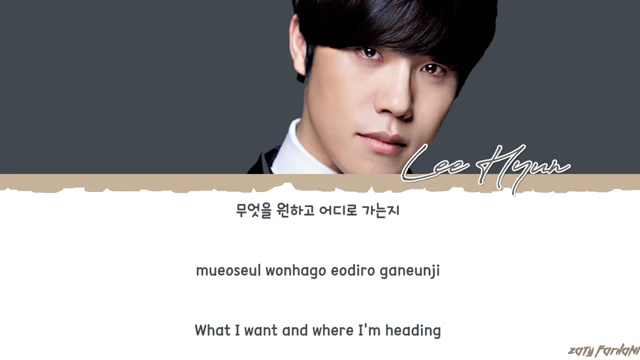 Lee Hyun
무엇을 원하고 어디로 가는지
mueoseul wonhago eodiro ganeunji
What I want and where I'm heading
zaty farhani